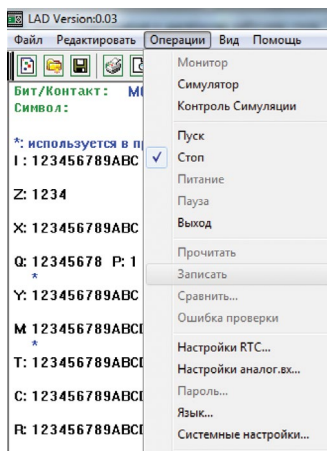 LAD Version:0.03
Файл Редактировать Операции Вид Помощь
Бит/Контакт:
Символ:
*: используется в
I : 123456789ABC
Z: 1234
X: 123456789ABC
Q: 12345678 P: 1
*
Y: 123456789ABC
M: 123456789ABC
*
T: 123456789ABC
C: 123456789ABC
R: 123456789ABC
Монитор
Симулятор
Контроль Симуляции
Пуск
Стоп
Питание
Пауза
Выход
Прочитать
Записать
Сравнить...
Ошибка проверки
Настройки RTC...
Настройки аналог.вх...
Пароль...
Язык...
Системные настройки...